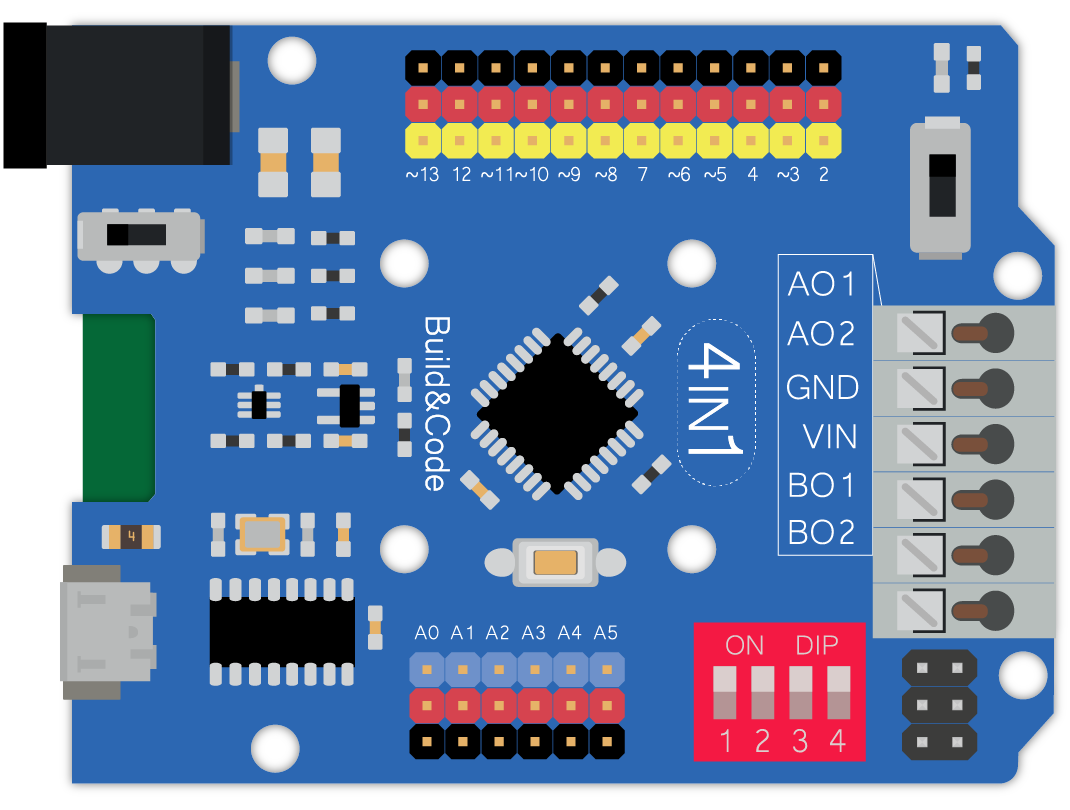 ~13 12 ~11 ~10 ~9 ~8 7 ~6 ~5 4 ~3 2
AO1
AO2
GND
VIN
BO1
BO2
Build&Code
4IN1
4
A0 A1 A2 A3 A4 A5
ON DIP
1 2 3 4